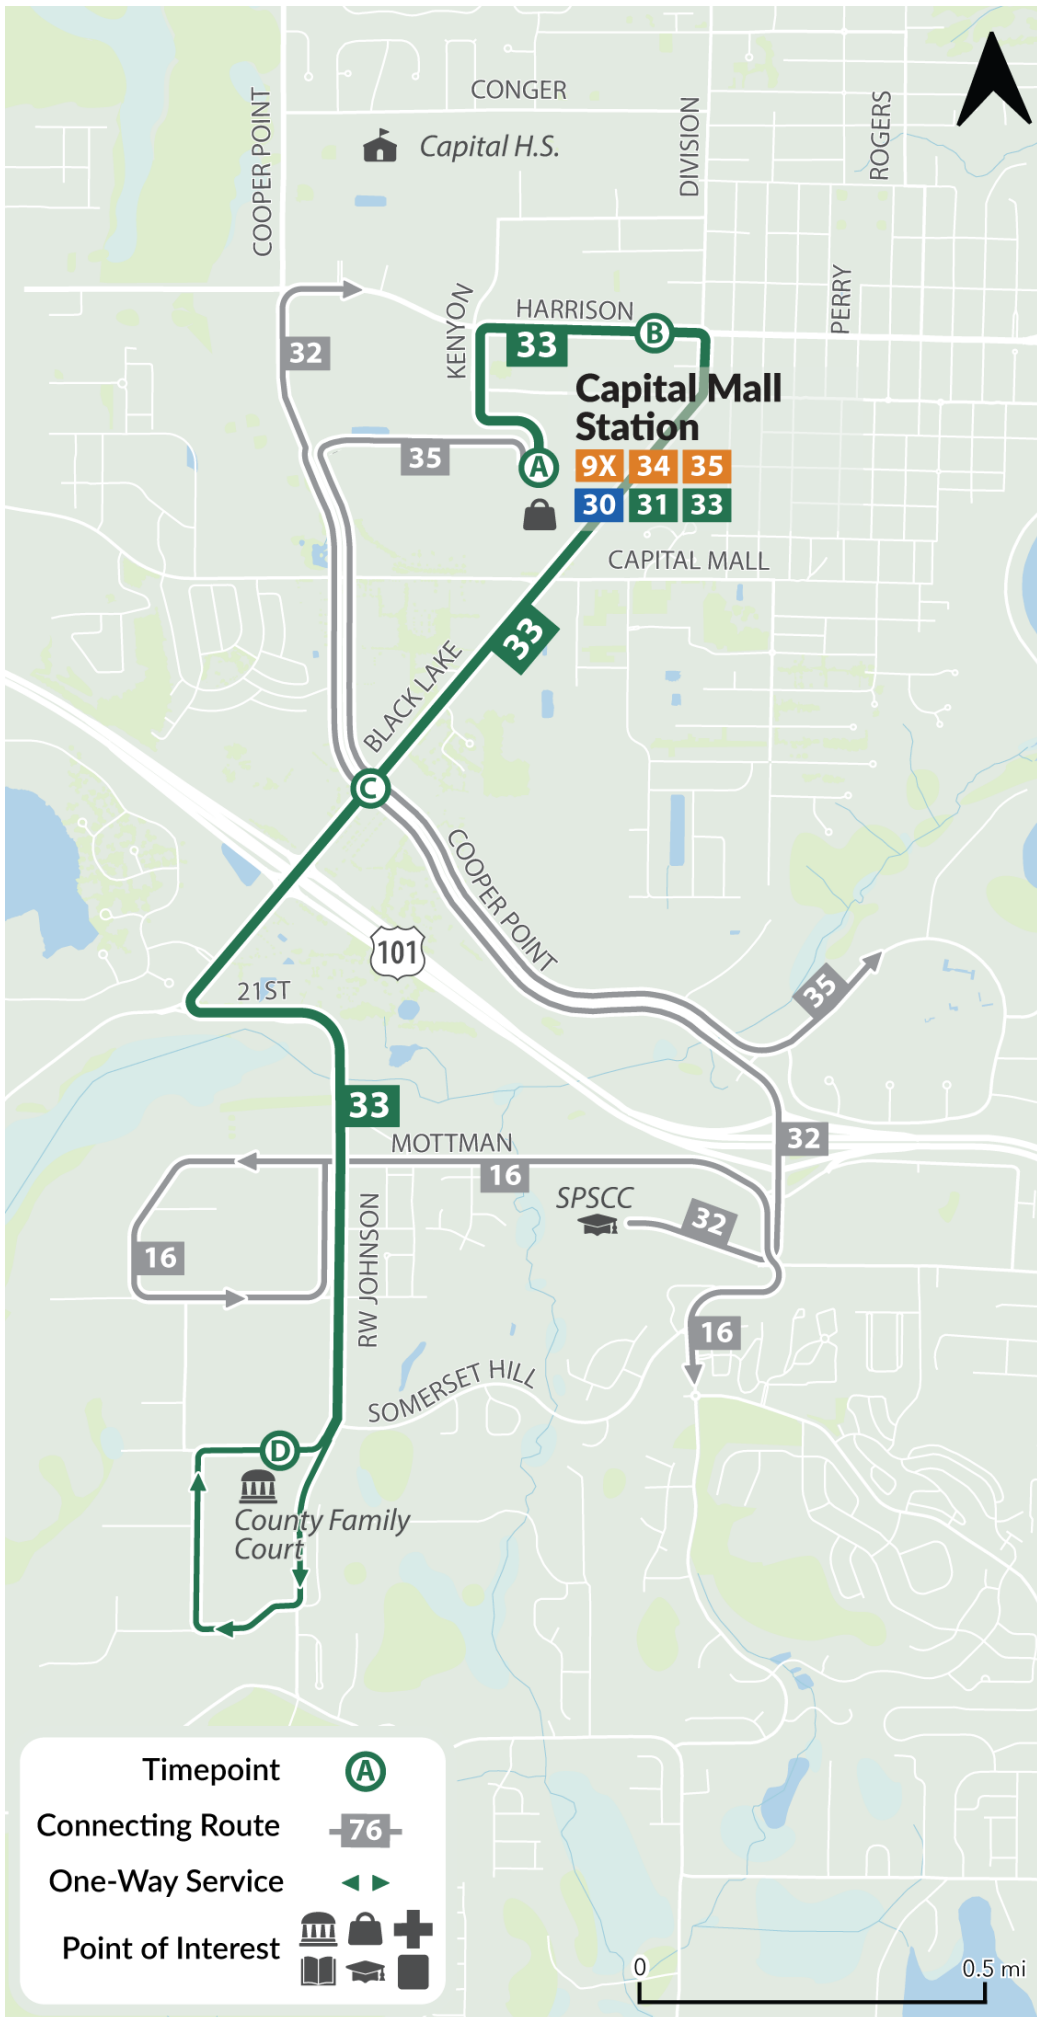 CONGER
COOPER POINT
Capital H.S.
DIVISION
ROGERS
PERRY
KENYON
HARRISON
B
33
32
Capital Mall
Station
35
A
9X 34 35
30 31 33
CAPITAL MALL
33
BLACK LAKE
C
COOPER POINT
101
21ST
35
33
MOTTMAN
32
16
SPSCC
32
16
RW JOHNSON
16
SOMERSET HILL
D
County Family
Court
Timepoint A
Connecting Route 76
One-Way Service
Point of Interest
0 0.5 mi